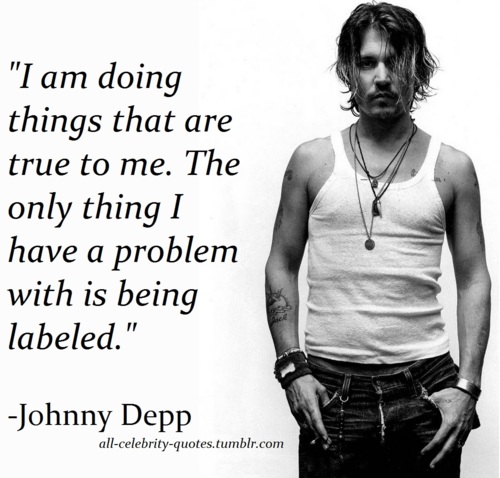 "I am doing
things that are
true to me. The
only thing I
have a problem
with is being
labeled."
-Johnny Depp
all-celebrity-quotes.tumblr.com